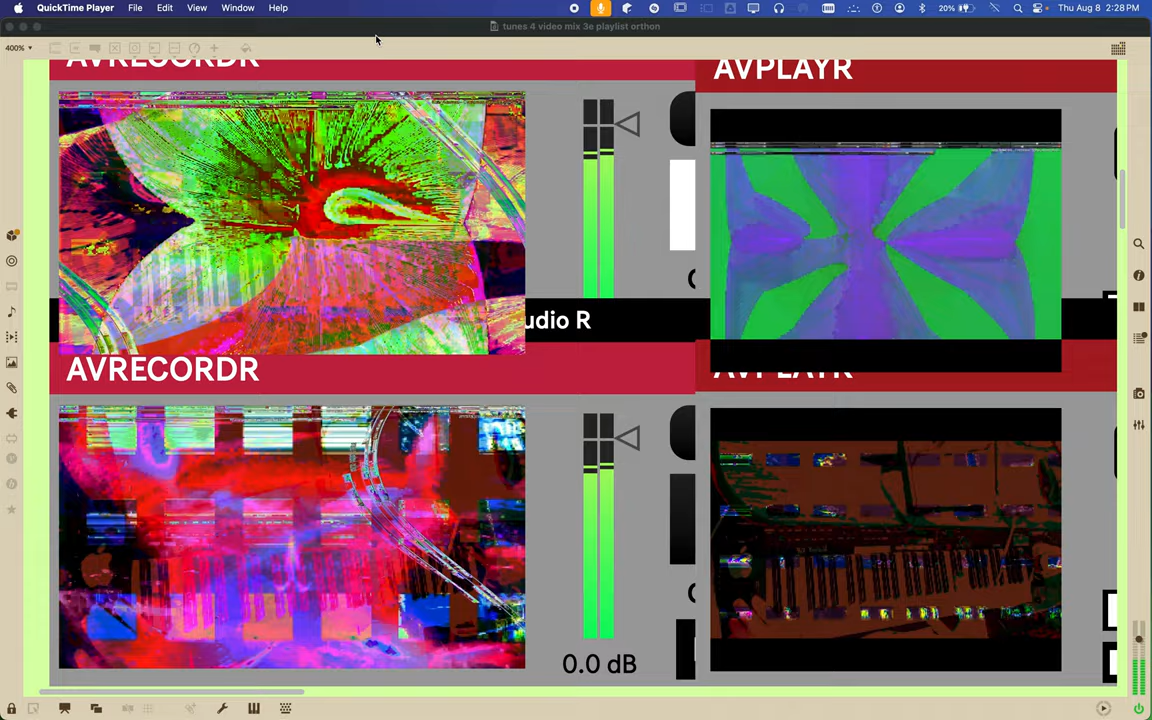 QuickTime Player File Edit View Window Help
20% Thu Aug 8 2:28 PM
tunes 4 video mix 3e playlist orthon
400%
AVRECORDR
AVPLAYR
udio R
AVRECORDR
AVPLAYR
0.0 dB